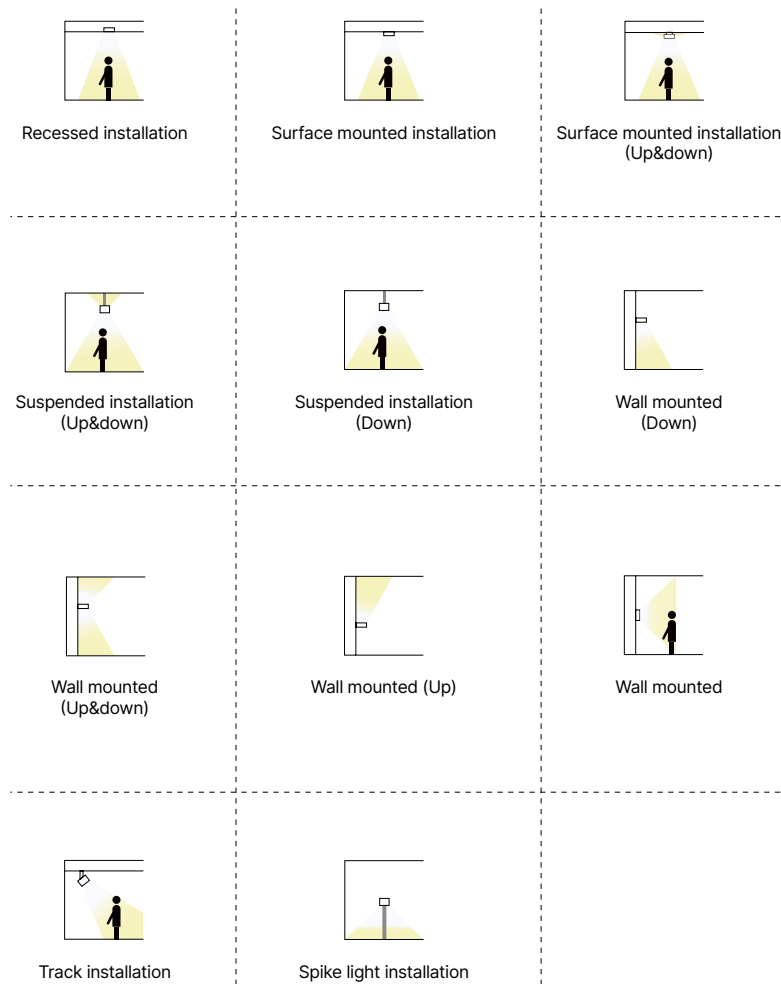 Recessed installation
Surface mounted installation
Surface mounted installation
(Up&down)
Suspended installation
(Up&down)
Suspended installation
(Down)
Wall mounted
(Down)
Wall mounted
(Up&down)
Wall mounted (Up)
Wall mounted
Track installation
Spike light installation